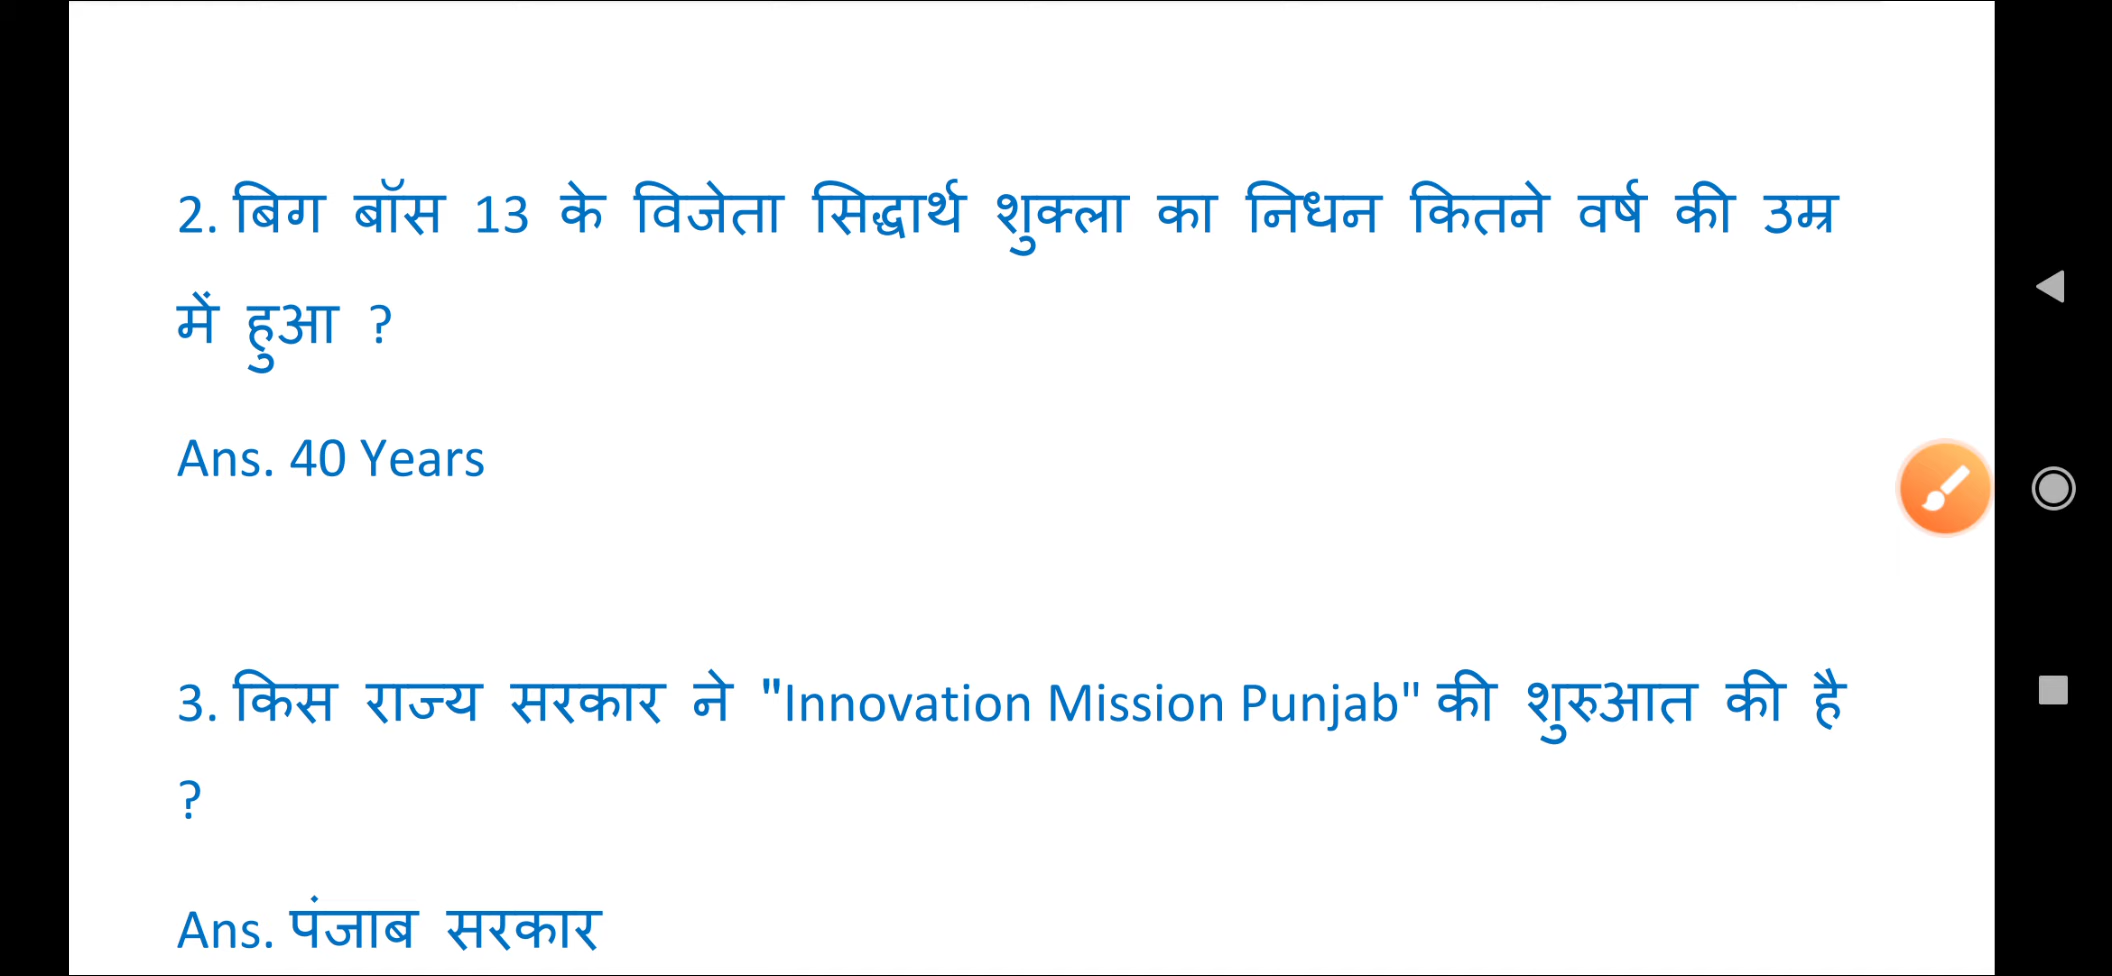 2. बिग बॉस 13 के विजेता सिद्धार्थ शुक्ला का निधन कितने वर्ष की उम्र
में हुआ ?
Ans. 40 Years
3. किस राज्य सरकार ने "Innovation Mission Punjab" की शुरुआत की है
?
Ans. पंजाब सरकार